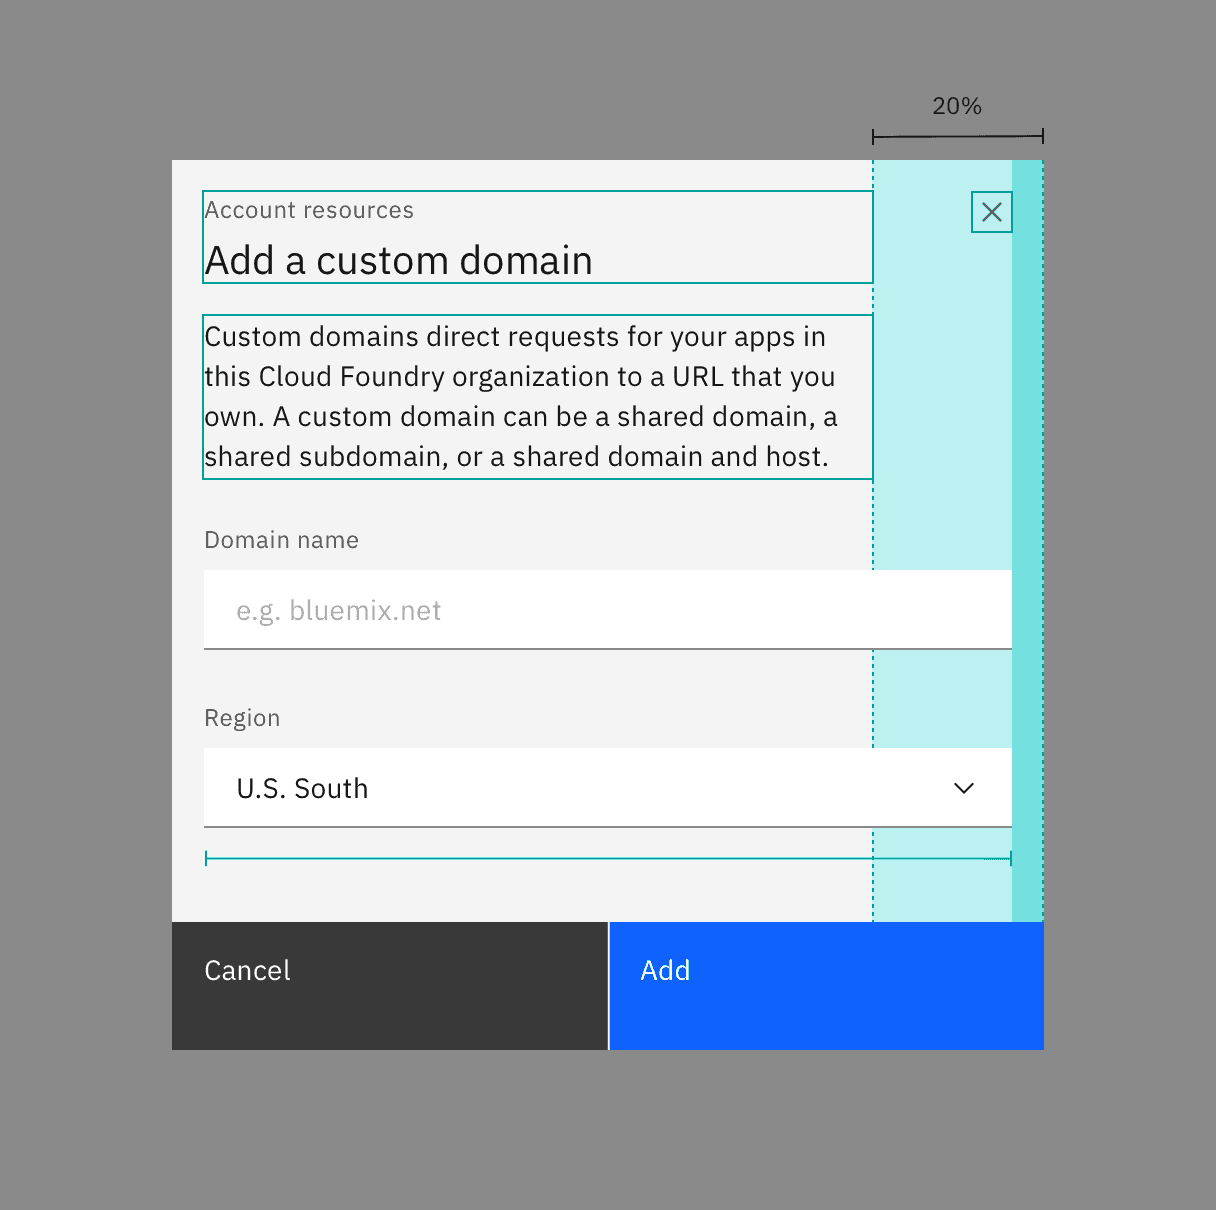 20%
Account resources
Add a custom domain
Custom domains direct requests for your apps in
this Cloud Foundry organization to a URL that you
own. A custom domain can be a shared domain, a
shared subdomain, or a shared domain and host.
Domain name
e.g. bluemix.net
Region
U.S. South
Cancel
Add